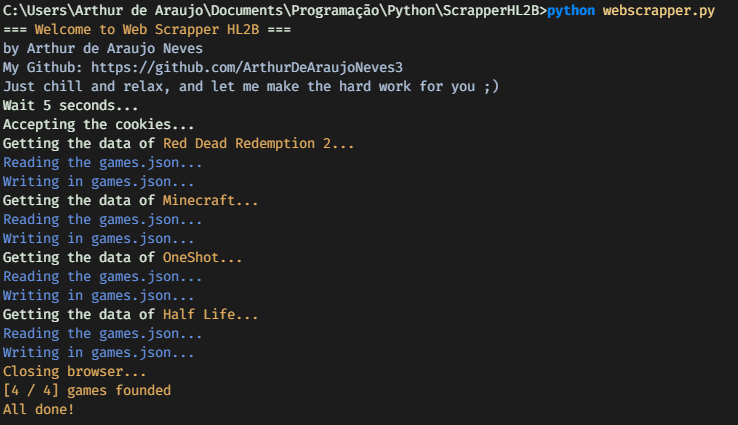 C:\Users\Arthur de Araujo\Documents\Programação\Python\ScrapperHL2B>python webscrapper.py
=== Welcome to Web Scrapper HL2B ===
by Arthur de Araujo Neves
My Github: https://github.com/ArthurDeAraujoNeves3
Just chill and relax, and let me make the hard work for you ;)
Wait 5 seconds...
Accepting the cookies...
Getting the data of Red Dead Redemption 2...
Reading the games.json...
Writing in games.json...
Getting the data of Minecraft...
Reading the games.json...
Writing in games.json...
Getting the data of OneShot...
Reading the games.json...
Writing in games.json...
Getting the data of Half Life...
Reading the games.json...
Writing in games.json...
Closing browser...
[4 / 4] games founded
All done!